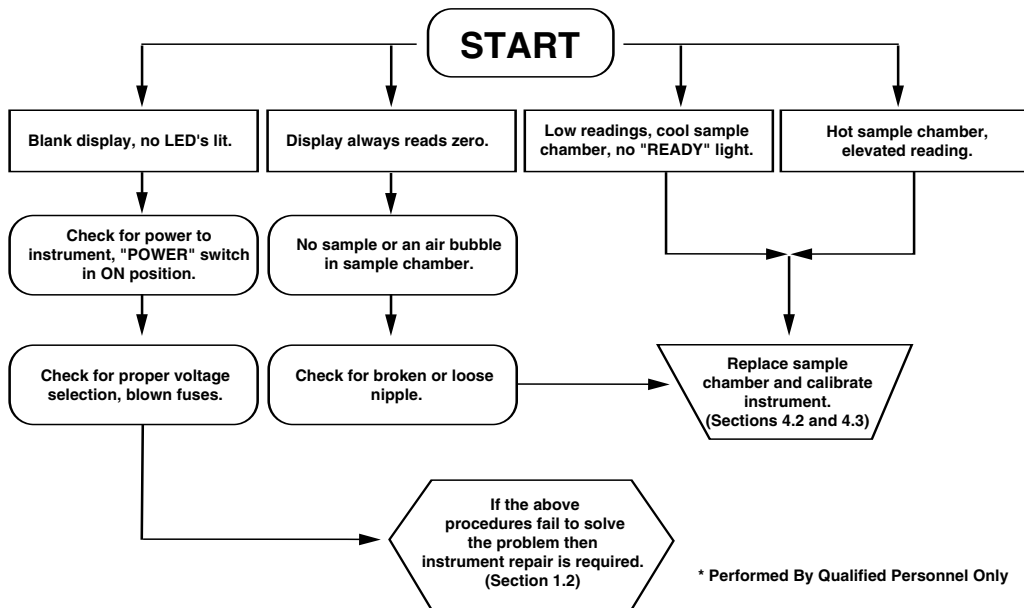 START
Blank display, no LED's lit.
Display always reads zero.
Low readings, cool sample
chamber, no "READY" light.
Hot sample chamber,
elevated reading.
Check for power to
instrument, "POWER" switch
in ON position.
No sample or an air bubble
in sample chamber.
Check for proper voltage
selection, blown fuses.
Check for broken or loose
nipple.
Replace sample
chamber and calibrate
instrument.
(Sections 4.2 and 4.3)
If the above
procedures fail to solve
the problem then
instrument repair is required.
(Section 1.2)
* Performed By Qualified Personnel Only